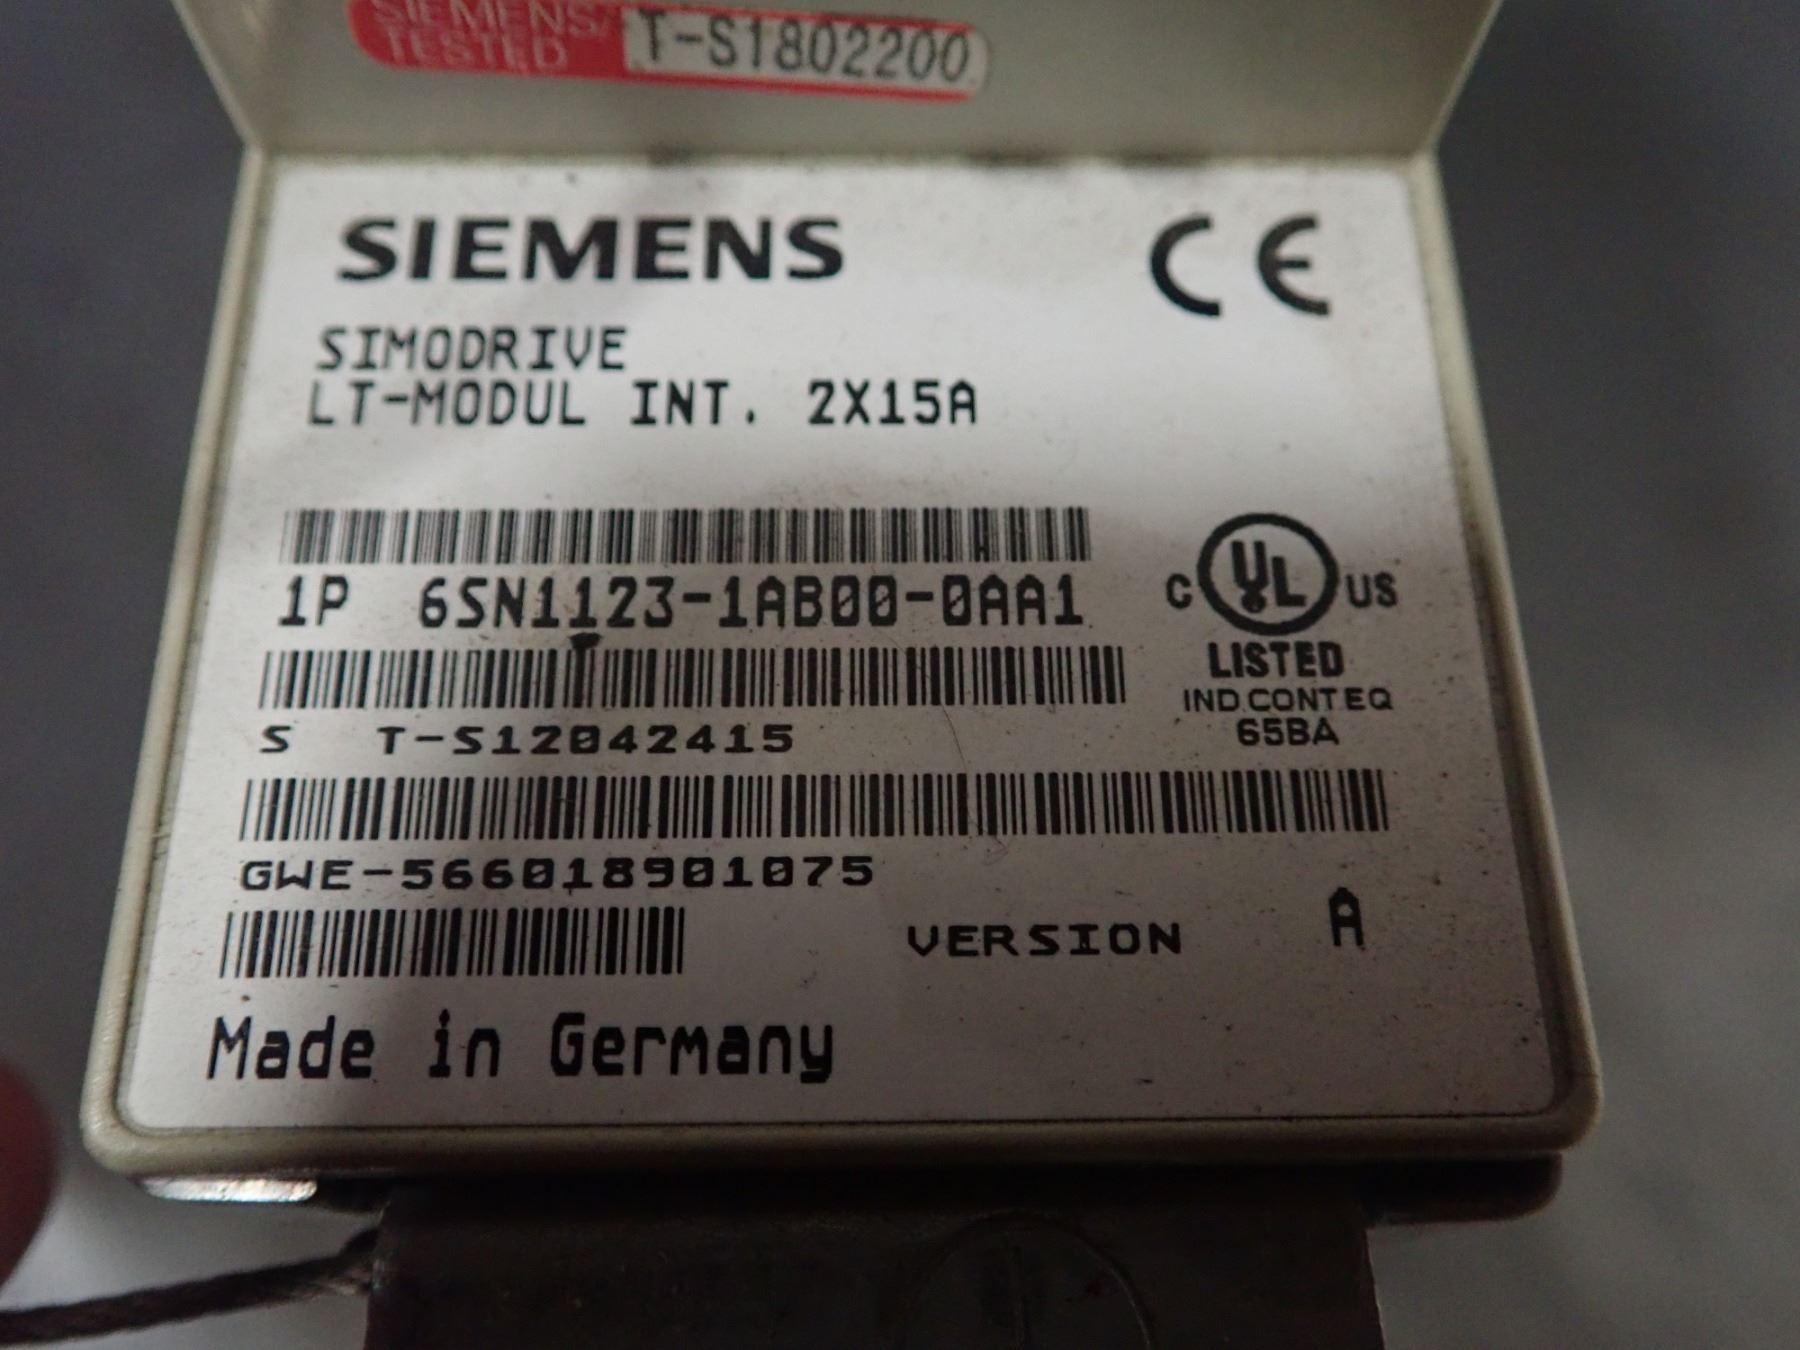 SIEMENS/ T-S1802200
TESTED
SIEMENS CE
SIMODRIVE
LT-MODUL INT. 2X15A
1P 6SN1123-1AB00-0AA1
C UL US
LISTED
IND.CONT.EQ
65BA
S T-S12042415
GWE-566018901075
VERSION A
Made in Germany